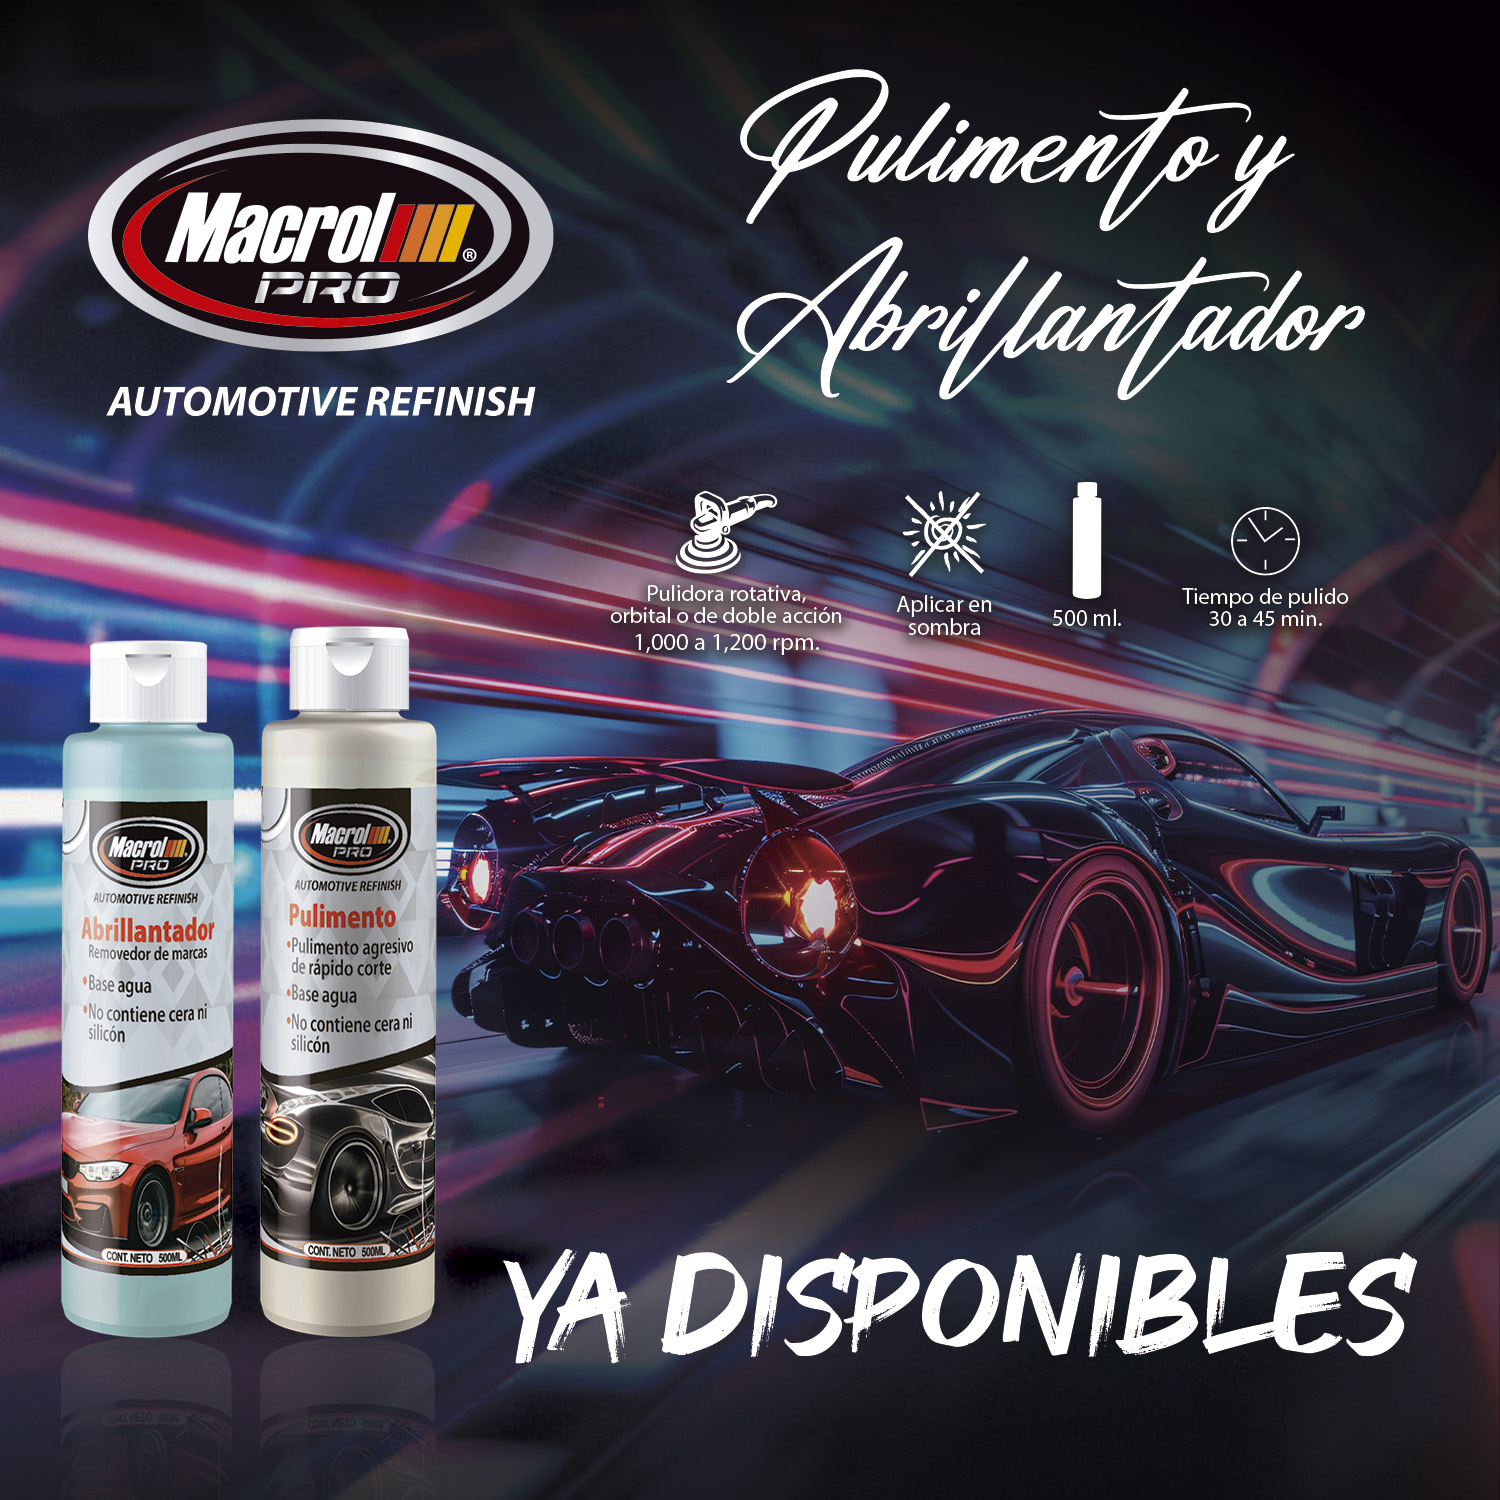 Macrol®
PRO
AUTOMOTIVE REFINISH
Pulimento y
Abrillantador
Pulidora rotativa,
orbital o de doble acción
1,000 a 1,200 rpm.
Aplicar en
sombra
500 ml.
Tiempo de pulido
30 a 45 min.
Macrol®
PRO
AUTOMOTIVE REFINISH
Abrillantador
Removedor de marcas
•Base agua
•No contiene cera ni
silicón
CONT. NETO 500ML
Macrol®
PRO
AUTOMOTIVE REFINISH
Pulimento
•Pulimento agresivo
de rápido corte
•Base agua
•No contiene cera ni
silicón
CONT. NETO 500ML
YA DISPONIBLES